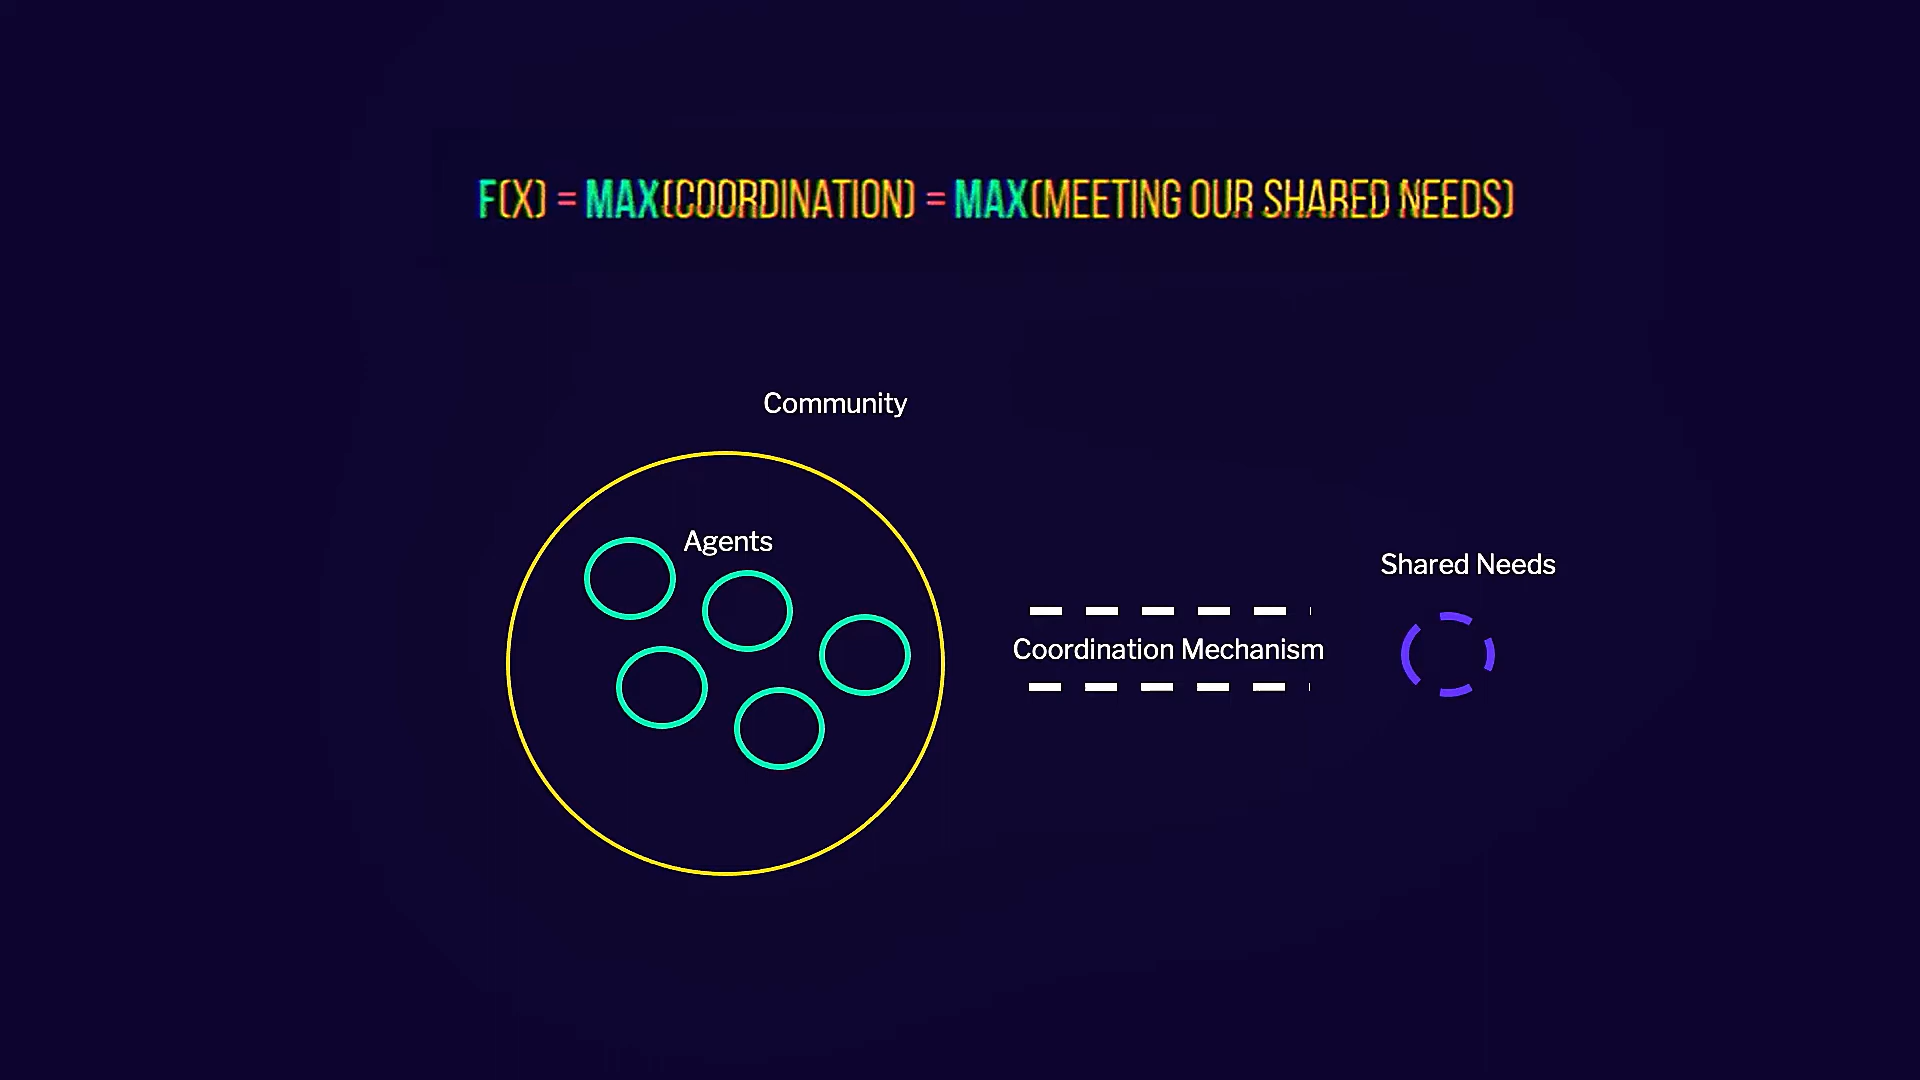 F(X) = MAX(COORDINATION) = MAX(MEETING OUR SHARED NEEDS)
Community
Agents
Shared Needs
Coordination Mechanism